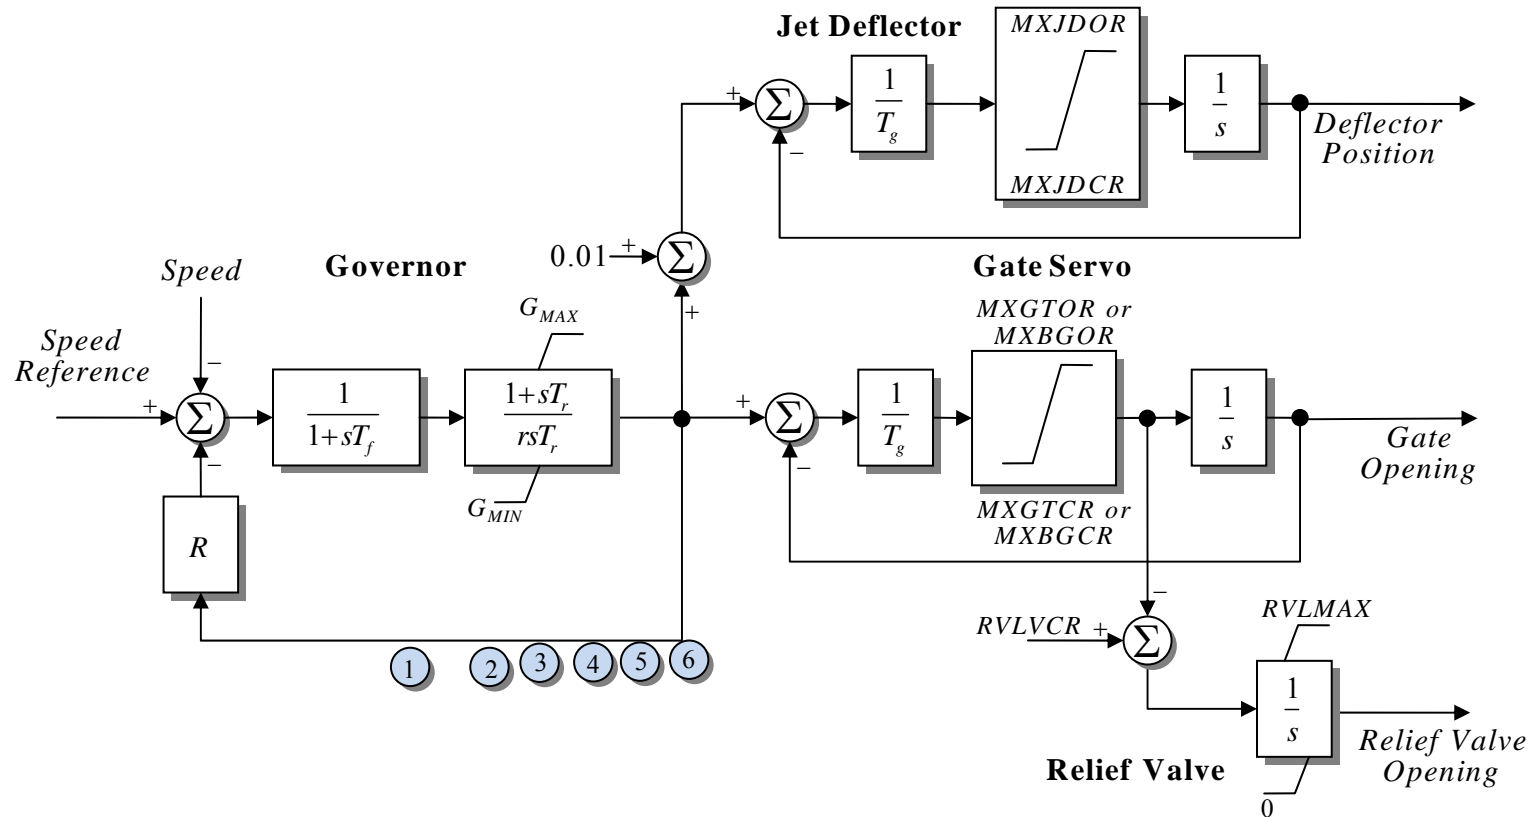 Jet Deflector
MXJDOR
+
Σ
1
T_g
1
s
Deflector
Position
−
MXJDCR
0.01
+
Σ
+
Governor
Gate Servo
Speed
−
G_MAX
MXGTOR or
MXBGOR
Speed
Reference
+
Σ
−
1
1+sT_f
1+sT_r
rsT_r
G_MIN
+
Σ
−
1
T_g
1
s
Gate
Opening
MXGTCR or
MXBGCR
R
−
RVLVCR +
Σ
RVLMAX
1 2 3 4 5 6
1
s
Relief Valve
Opening
Relief Valve
0